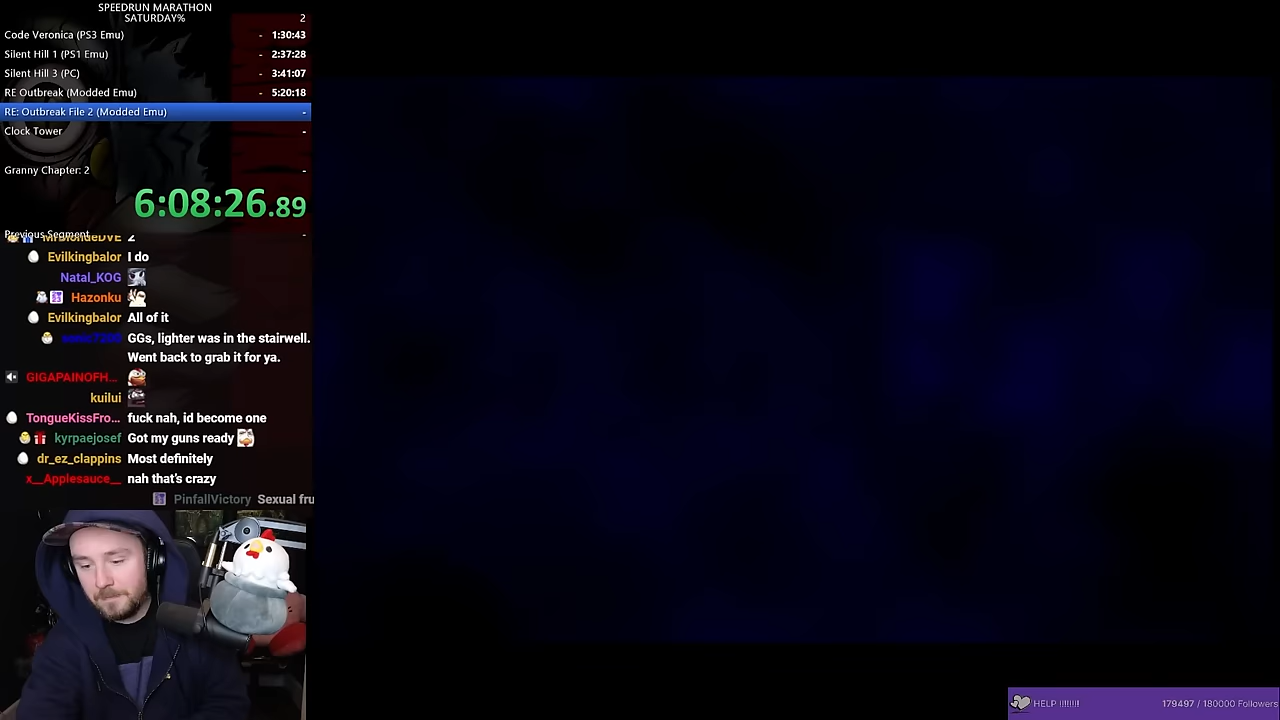 SPEEDRUN MARATHON
SATURDAY%
2
Code Veronica (PS3 Emu) - 1:30:43
Silent Hill 1 (PS1 Emu) - 2:37:28
Silent Hill 3 (PC) - 3:41:07
RE Outbreak (Modded Emu) - 5:20:18
RE: Outbreak File 2 (Modded Emu) -
Clock Tower -
Granny Chapter: 2 -
6:08:26.89
Previous Segment -
MrBlondeDVE 2
Evilkingbalor I do
Natal_KOG
Hazonku
Evilkingbalor All of it
GGs, lighter was in the stairwell.
Went back to grab it for ya.
GIGAPAINOFH...
kuilui
TongueKissFro... fuck nah, id become one
kyrpaejosef Got my guns ready
dr_ez_clappins Most definitely
x__Applesauce__ nah that's crazy
PinfallVictory Sexual fru
HELP !!!!!!! 179497 / 180000 Followers